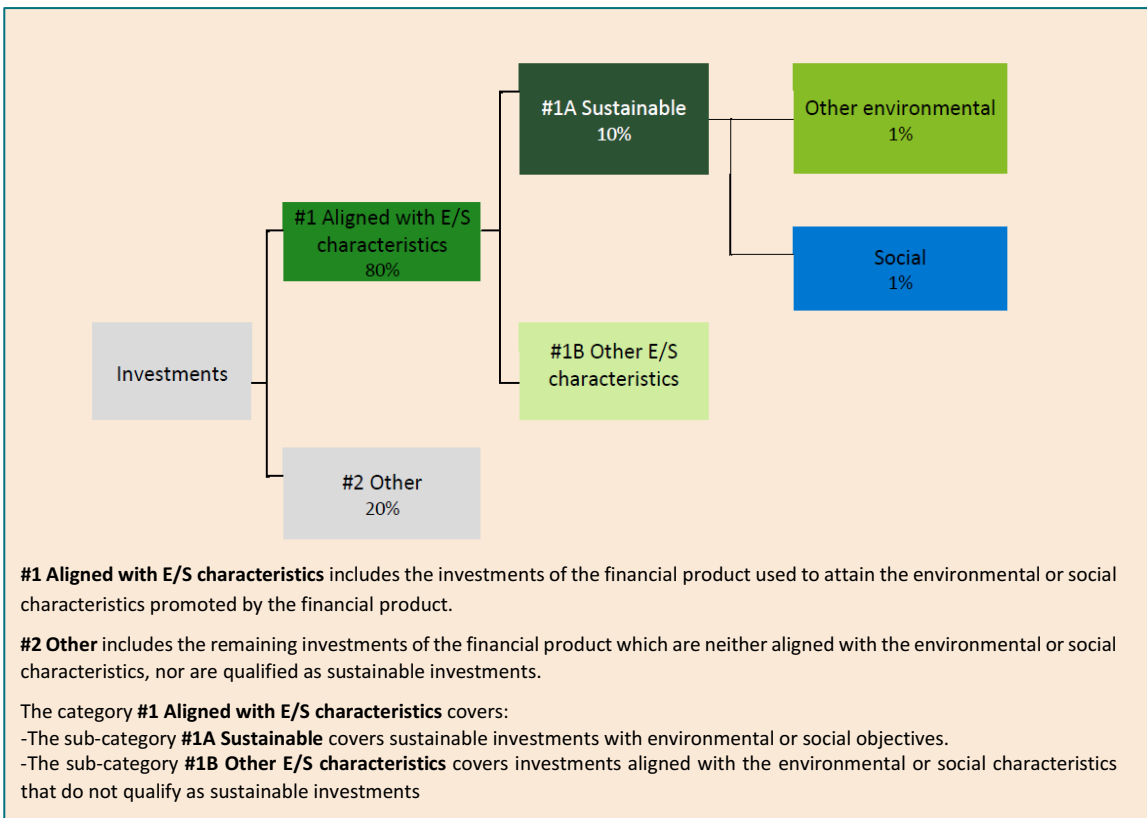 #1A Sustainable
10%
Other environmental
1%
#1 Aligned with E/S
characteristics
80%
Social
1%
Investments
#1B Other E/S
characteristics
#2 Other
20%
#1 Aligned with E/S characteristics includes the investments of the financial product used to attain the environmental or social
characteristics promoted by the financial product.
#2 Other includes the remaining investments of the financial product which are neither aligned with the environmental or social
characteristics, nor are qualified as sustainable investments.
The category #1 Aligned with E/S characteristics covers:
-The sub-category #1A Sustainable covers sustainable investments with environmental or social objectives.
-The sub-category #1B Other E/S characteristics covers investments aligned with the environmental or social characteristics
that do not qualify as sustainable investments